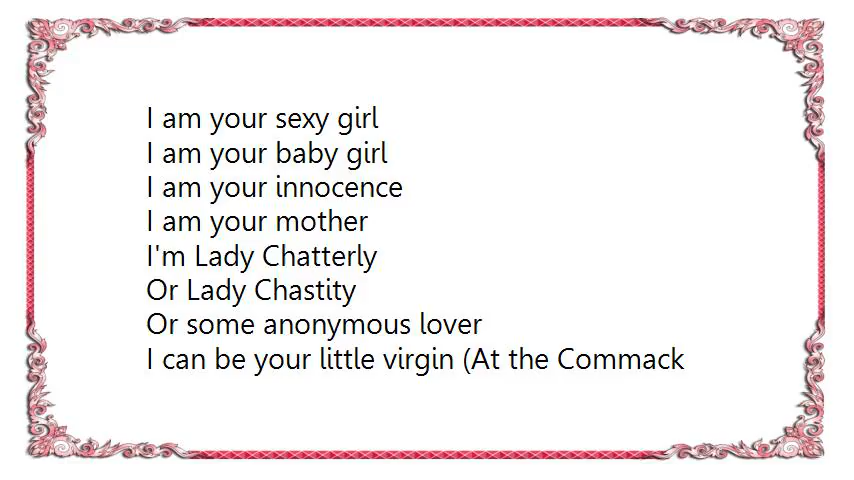 I am your sexy girl
I am your baby girl
I am your innocence
I am your mother
I'm Lady Chatterly
Or Lady Chastity
Or some anonymous lover
I can be your little virgin (At the Commack